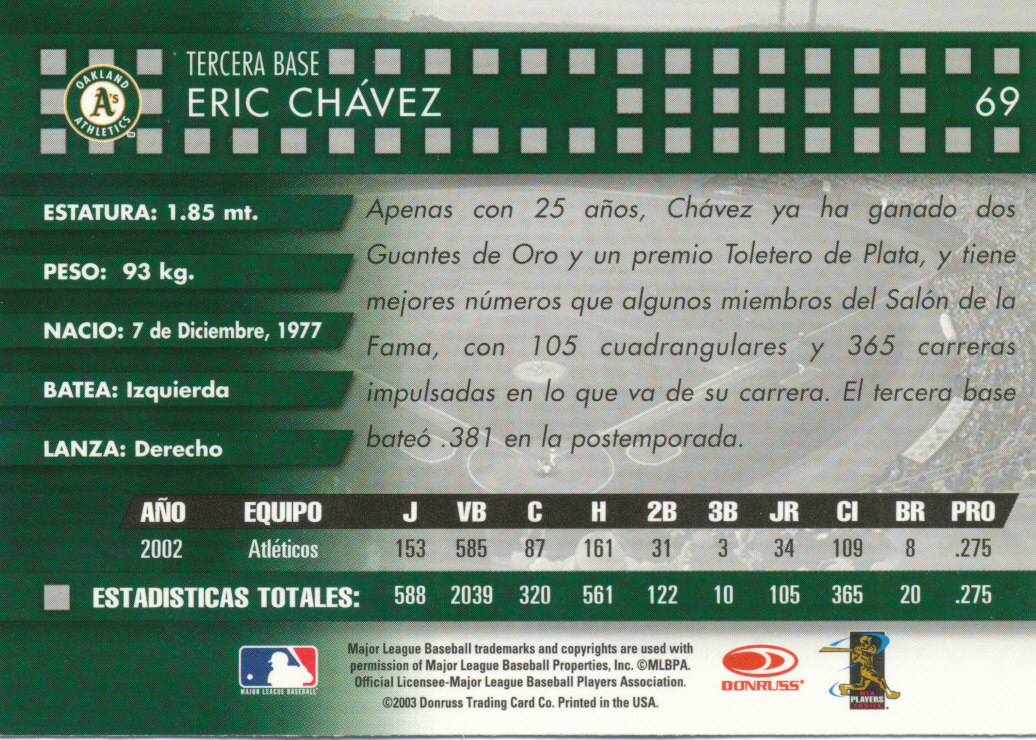 TERCERA BASE
ERIC CHÁVEZ
69
OAKLAND
A's
ATHLETICS
ESTATURA: 1.85 mt.
PESO: 93 kg.
NACIO: 7 de Diciembre, 1977
BATEA: Izquierda
LANZA: Derecho
Apenas con 25 años, Chávez ya ha ganado dos
Guantes de Oro y un premio Toletero de Plata, y tiene
mejores números que algunos miembros del Salón de la
Fama, con 105 cuadrangulares y 365 carreras
impulsadas en lo que va de su carrera. El tercera base
bateó .381 en la postemporada.
AÑO EQUIPO J VB C H 2B 3B JR CI BR PRO
2002 Atléticos 153 585 87 161 31 3 34 109 8 .275
ESTADISTICAS TOTALES: 588 2039 320 561 122 10 105 365 20 .275
MAJOR LEAGUE BASEBALL
Major League Baseball trademarks and copyrights are used with
permission of Major League Baseball Properties, Inc. ©MLBPA.
Official Licensee-Major League Baseball Players Association.
©2003 Donruss Trading Card Co. Printed in the USA.
DONRUSS
MLB
PLAYERS
CHOICE